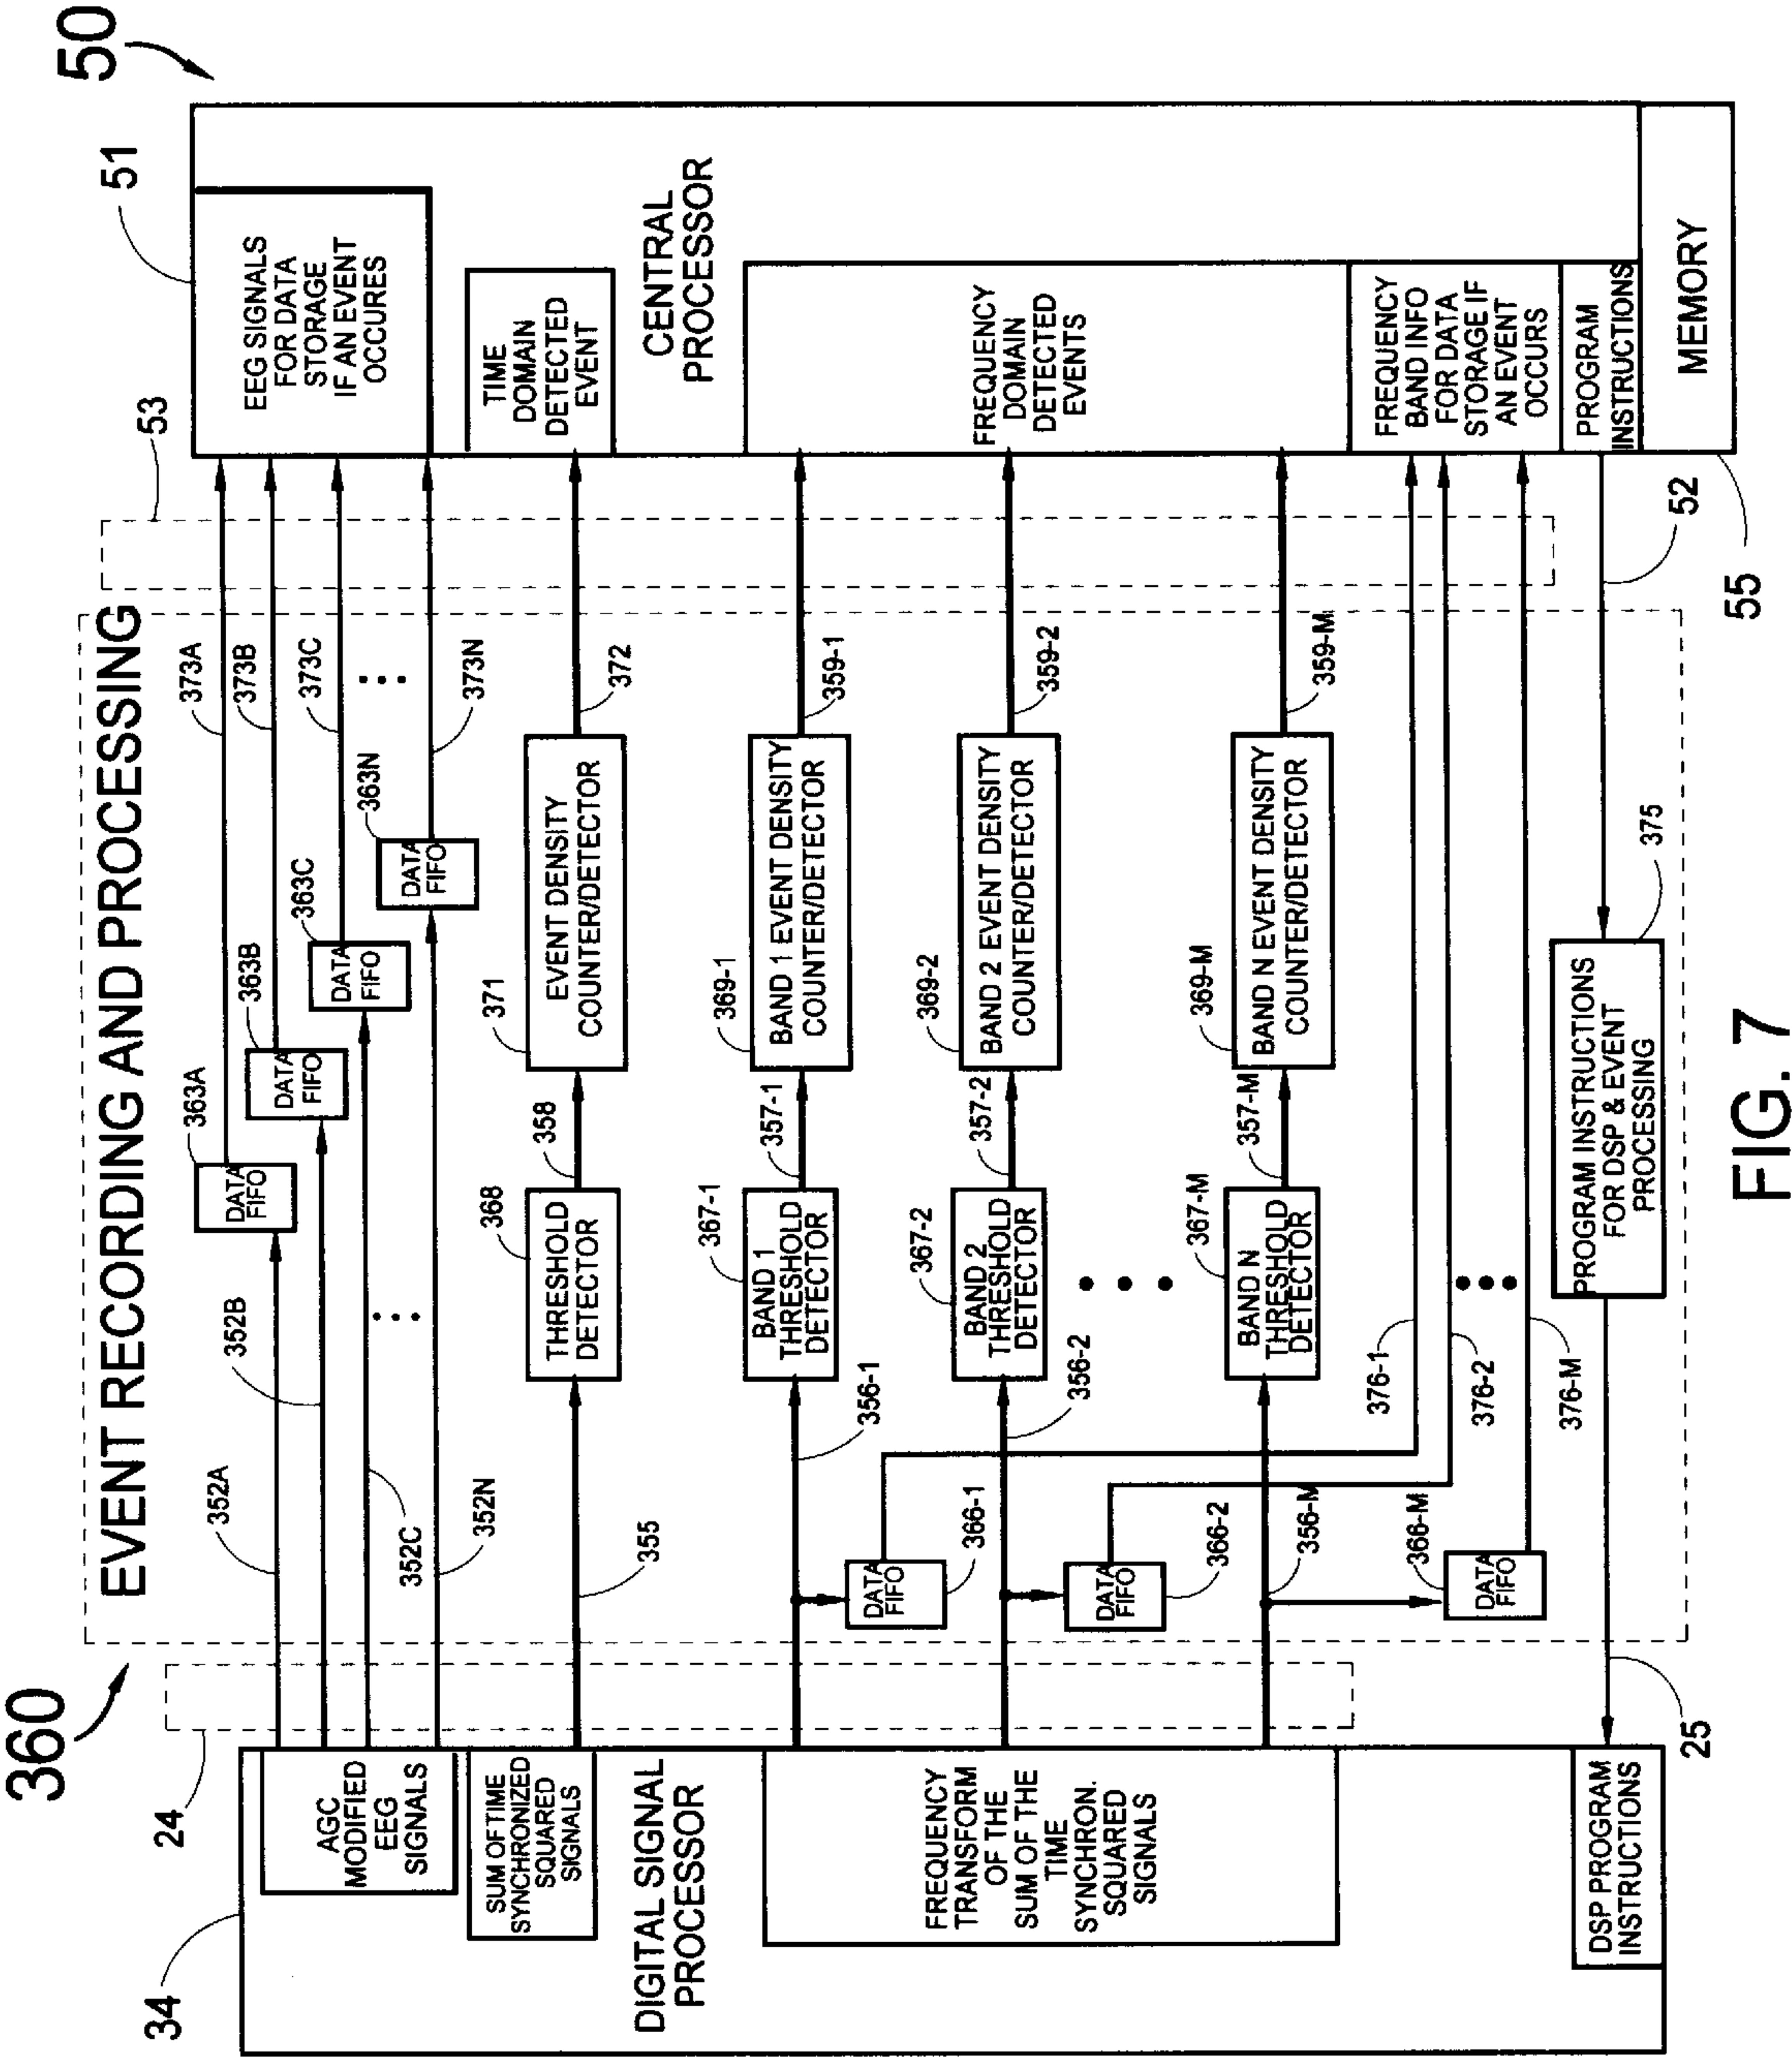 360
EVENT RECORDING AND PROCESSING
50
34
24
53
51
DIGITAL SIGNAL
PROCESSOR
AGC
MODIFIED
EEG
SIGNALS
SUM OF TIME
SYNCHRONIZED
SQUARED
SIGNALS
FREQUENCY
TRANSFORM
OF THE
SUM OF THE
TIME
SYNCHRON.
SQUARED
SIGNALS
DSP PROGRAM
INSTRUCTIONS
352A
352B
352C
352N
363A
DATA
FIFO
363B
DATA
FIFO
363C
DATA
FIFO
363N
DATA
FIFO
373A
373B
373C
373N
355
368
THRESHOLD
DETECTOR
358
371
EVENT DENSITY
COUNTER/DETECTOR
372
356-1
367-1
BAND 1
THRESHOLD
DETECTOR
357-1
369-1
BAND 1 EVENT DENSITY
COUNTER/DETECTOR
359-1
DATA
FIFO
366-1
356-2
367-2
BAND 2
THRESHOLD
DETECTOR
357-2
369-2
BAND 2 EVENT DENSITY
COUNTER/DETECTOR
359-2
DATA
FIFO
366-2
356-M
367-M
BAND N
THRESHOLD
DETECTOR
357-M
369-M
BAND N EVENT DENSITY
COUNTER/DETECTOR
359-M
366-M
DATA
FIFO
376-1
376-2
376-M
25
PROGRAM INSTRUCTIONS
FOR DSP & EVENT
PROCESSING
375
52
55
EEG SIGNALS
FOR DATA
STORAGE
IF AN EVENT
OCCURES
TIME
DOMAIN
DETECTED
EVENT
CENTRAL
PROCESSOR
FREQUENCY
DOMAIN
DETECTED
EVENTS
FREQUENCY
BAND INFO
FOR DATA
STORAGE IF
AN EVENT
OCCURS
PROGRAM
INSTRUCTIONS
MEMORY
FIG. 7